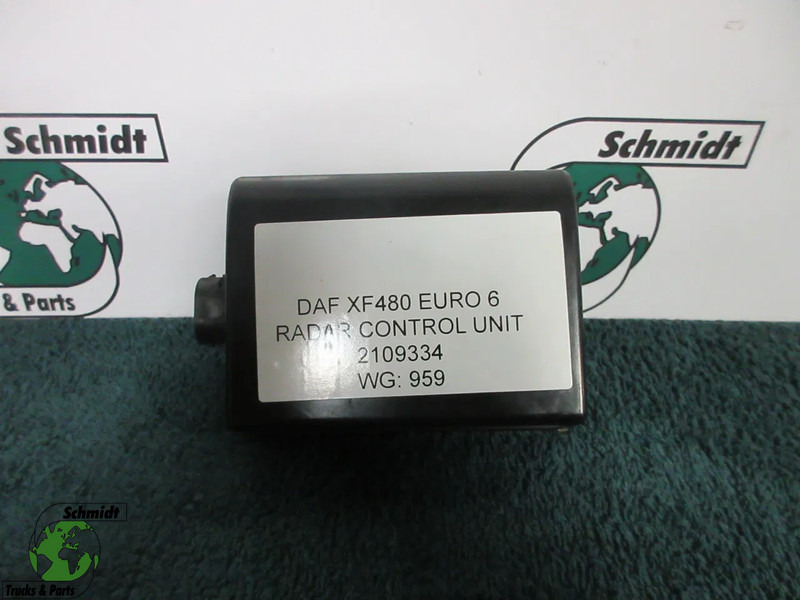 Schmidt
& Parts
Schmidt
DAF XF480 EURO 6
RADAR CONTROL UNIT
2109334
WG: 959
Schmidt
Trucks & Parts